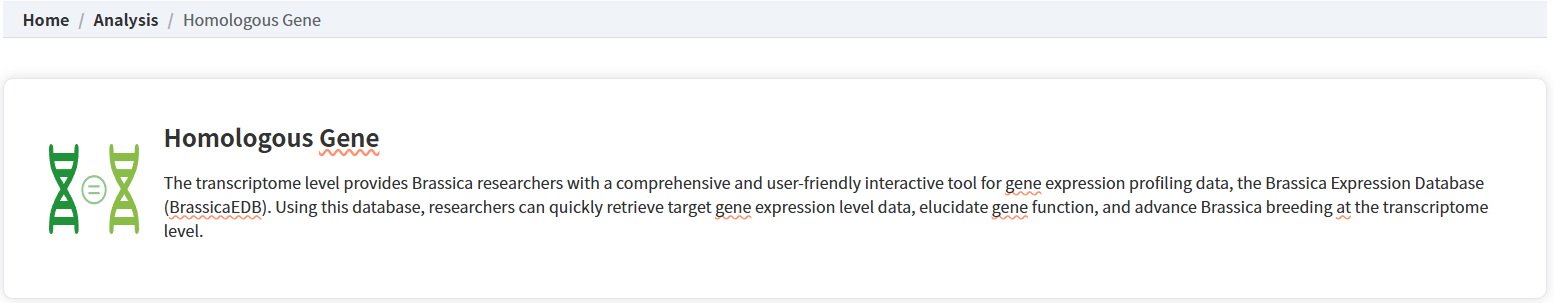 Home / Analysis / Homologous Gene
Homologous Gene
The transcriptome level provides Brassica researchers with a comprehensive and user-friendly interactive tool for gene expression profiling data, the Brassica Expression Database
(BrassicaEDB). Using this database, researchers can quickly retrieve target gene expression level data, elucidate gene function, and advance Brassica breeding at the transcriptome
level.